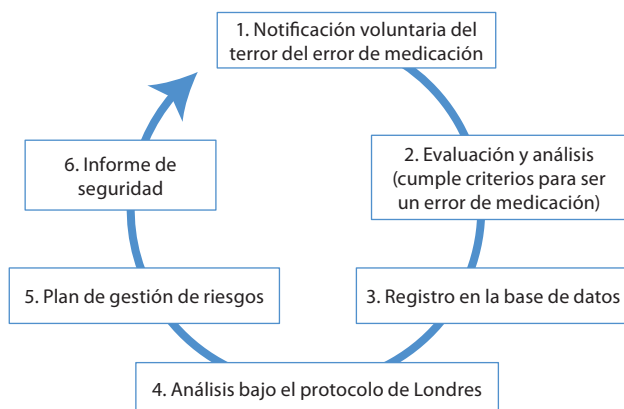 1. Notificación voluntaria del
terror del error de medicación
2. Evaluación y análisis
(cumple criterios para ser
un error de medicación)
3. Registro en la base de datos
4. Análisis bajo el protocolo de Londres
5. Plan de gestión de riesgos
6. Informe de
seguridad